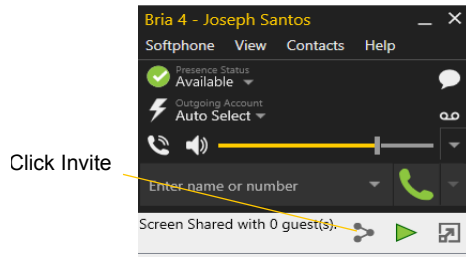 Bria 4 - Joseph Santos
Softphone View Contacts Help
Presence Status
Available
Outgoing Account
Auto Select
Click Invite
Enter name or number
Screen Shared with 0 guest(s).